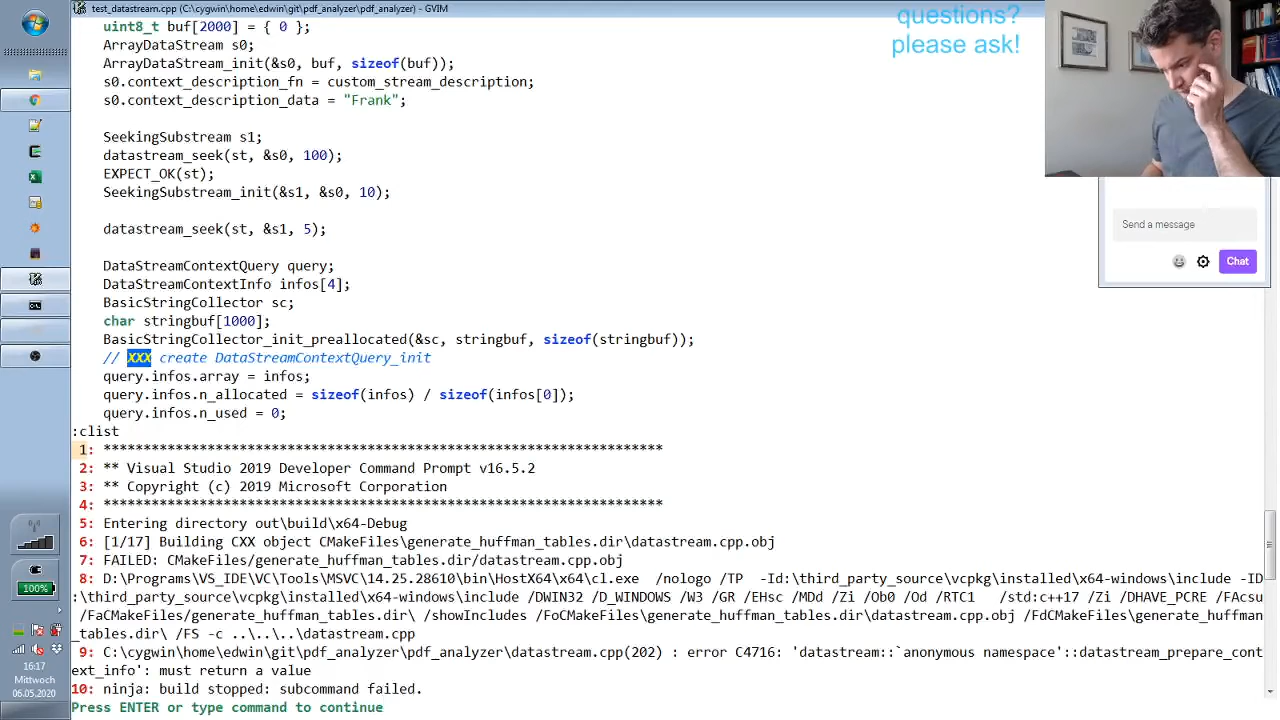 test_datastream.cpp (C:\cygwin\home\edwin\git\pdf_analyzer\pdf_analyzer) - GVIM
questions?
please ask!
uint8_t buf[2000] = { 0 };
ArrayDataStream s0;
ArrayDataStream_init(&s0, buf, sizeof(buf));
s0.context_description_fn = custom_stream_description;
s0.context_description_data = "Frank";
SeekingSubstream s1;
datastream_seek(st, &s0, 100);
EXPECT_OK(st);
SeekingSubstream_init(&s1, &s0, 10);
datastream_seek(st, &s1, 5);
DataStreamContextQuery query;
DataStreamContextInfo infos[4];
BasicStringCollector sc;
char stringbuf[1000];
BasicStringCollector_init_preallocated(&sc, stringbuf, sizeof(stringbuf));
// XXX create DataStreamContextQuery_init
query.infos.array = infos;
query.infos.n_allocated = sizeof(infos) / sizeof(infos[0]);
query.infos.n_used = 0;
:clist
1: **********************************************************************
2: ** Visual Studio 2019 Developer Command Prompt v16.5.2
3: ** Copyright (c) 2019 Microsoft Corporation
4: **********************************************************************
5: Entering directory out\build\x64-Debug
6: [1/17] Building CXX object CMakeFiles\generate_huffman_tables.dir\datastream.cpp.obj
7: FAILED: CMakeFiles/generate_huffman_tables.dir/datastream.cpp.obj
8: D:\Programs\VS_IDE\VC\Tools\MSVC\14.25.28610\bin\HostX64\x64\cl.exe  /nologo /TP  -Id:\third_party_source\vcpkg\installed\x64-windows\include -ID
:\third_party_source\vcpkg\installed\x64-windows\include /DWIN32 /D_WINDOWS /W3 /GR /EHsc /MDd /Zi /Ob0 /Od /RTC1   /std:c++17 /Zi /DHAVE_PCRE /FAcsu
 /FaCMakeFiles/generate_huffman_tables.dir\ /showIncludes /FoCMakeFiles\generate_huffman_tables.dir\datastream.cpp.obj /FdCMakeFiles\generate_huffman
_tables.dir\ /FS -c ..\..\..\datastream.cpp
9: C:\cygwin\home\edwin\git\pdf_analyzer\pdf_analyzer\datastream.cpp(202) : error C4716: 'datastream::`anonymous namespace'::datastream_prepare_cont
ext_info': must return a value
10: ninja: build stopped: subcommand failed.
Press ENTER or type command to continue
Send a message
Chat
100%
16:17
Mittwoch
06.05.2020